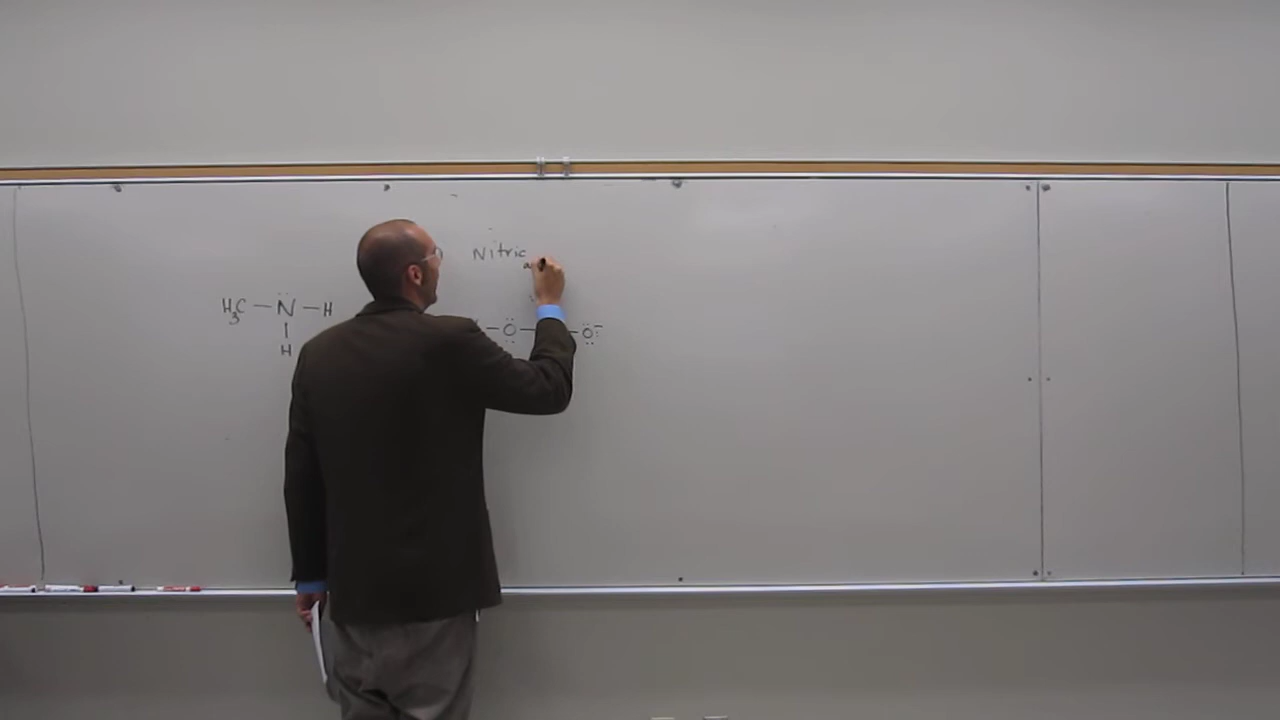 Nitric
a
H₃C — N̈ — H
|
H
— Ö — — Ö:⁻